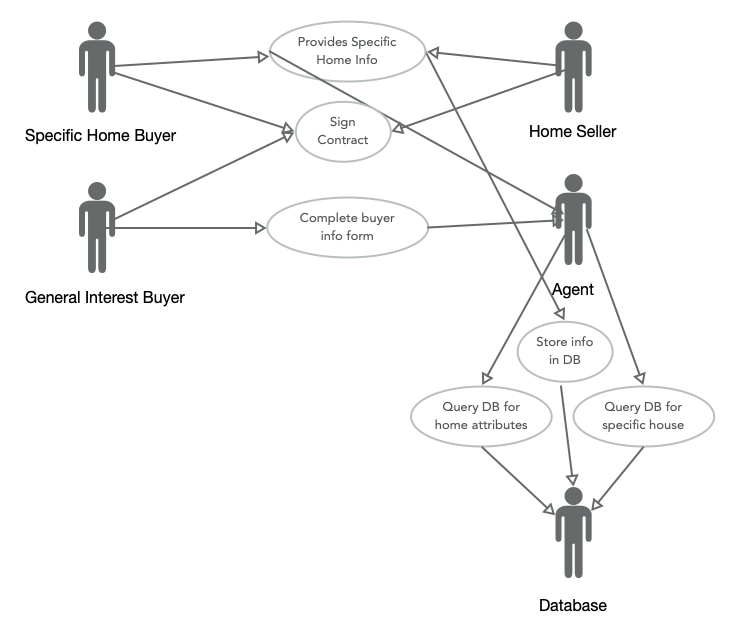 Provides Specific
Home Info
Sign
Contract
Specific Home Buyer
Home Seller
Complete buyer
info form
General Interest Buyer
Agent
Store info
in DB
Query DB for
home attributes
Query DB for
specific house
Database